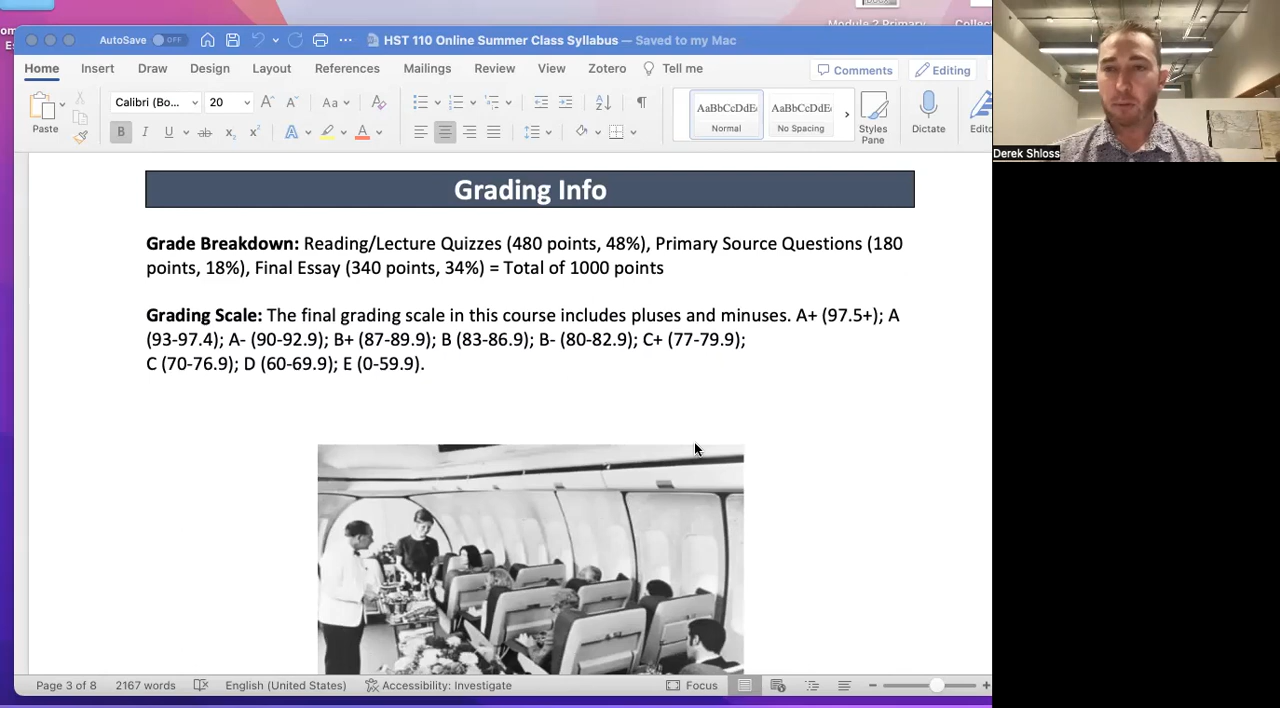 Module 2 Primary
AutoSave OFF HST 110 Online Summer Class Syllabus — Saved to my Mac
Home Insert Draw Design Layout References Mailings Review View Zotero Tell me Comments Editing
Calibri (Bo... 20 Aa AaBbCcDdE AaBbCcDdE
Paste Normal No Spacing Styles Pane Dictate
Derek Shloss
Grading Info
Grade Breakdown: Reading/Lecture Quizzes (480 points, 48%), Primary Source Questions (180
points, 18%), Final Essay (340 points, 34%) = Total of 1000 points
Grading Scale: The final grading scale in this course includes pluses and minuses. A+ (97.5+); A
(93-97.4); A- (90-92.9); B+ (87-89.9); B (83-86.9); B- (80-82.9); C+ (77-79.9);
C (70-76.9); D (60-69.9); E (0-59.9).
Page 3 of 8 2167 words English (United States) Accessibility: Investigate Focus